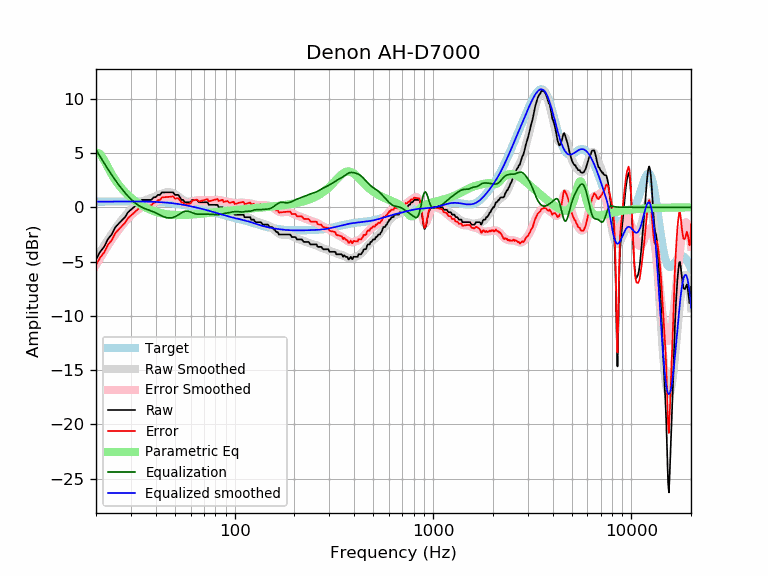 Denon AH-D7000
10
5
0
−5
−10
−15
−20
−25
Amplitude (dBr)
Target
Raw Smoothed
Error Smoothed
Raw
Error
Parametric Eq
Equalization
Equalized smoothed
100 1000 10000
Frequency (Hz)